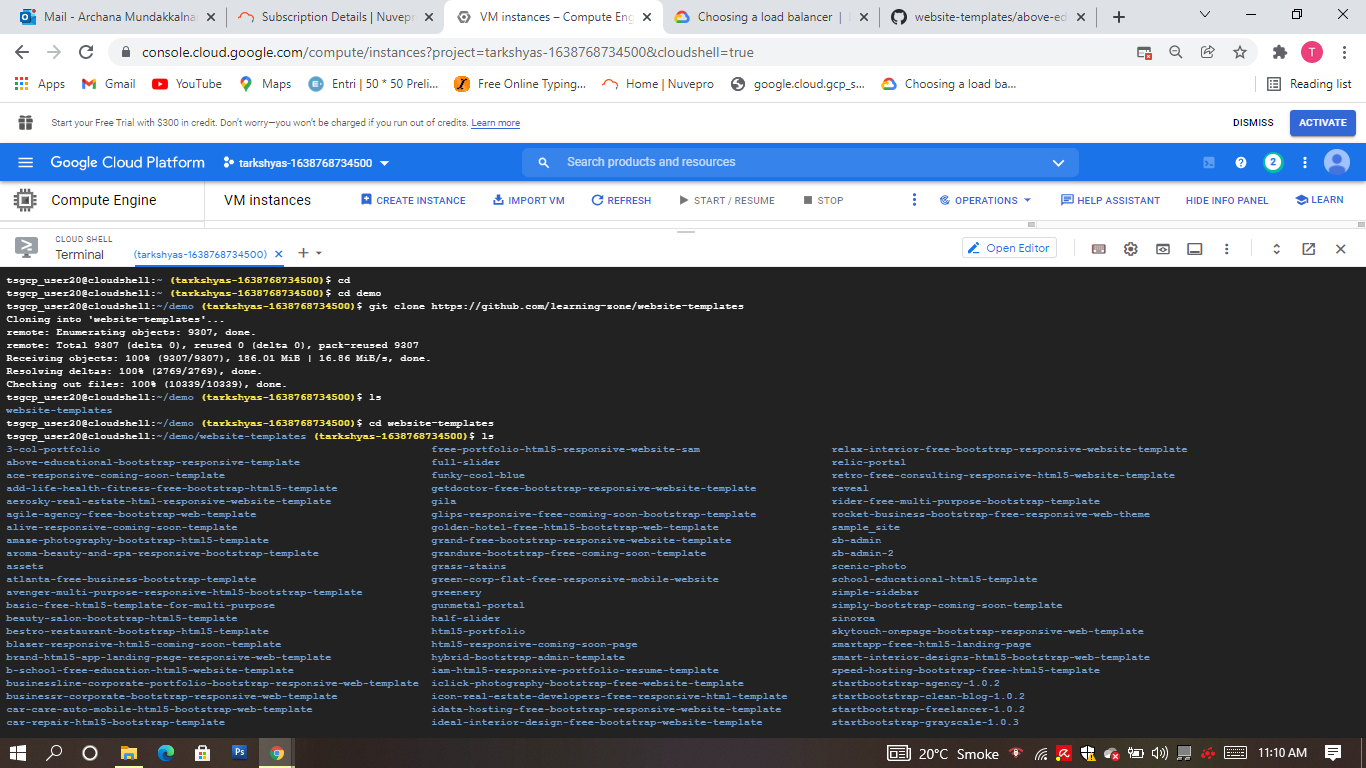 Mail - Archana Mundakkalna
Subscription Details | Nuvepr
VM instances – Compute Eng
Choosing a load balancer |
website-templates/above-ed
console.cloud.google.com/compute/instances?project=tarkshyas-1638768734500&cloudshell=true
Apps
Gmail
YouTube
Maps
Entri | 50 * 50 Preli...
Free Online Typing...
Home | Nuvepro
google.cloud.gcp_s...
Choosing a load ba...
Reading list
Start your Free Trial with $300 in credit. Don't worry—you won't be charged if you run out of credits. Learn more
DISMISS
ACTIVATE
Google Cloud Platform
tarkshyas-1638768734500
Search products and resources
2
Compute Engine
VM instances
CREATE INSTANCE
IMPORT VM
REFRESH
START / RESUME
STOP
OPERATIONS
HELP ASSISTANT
HIDE INFO PANEL
LEARN
CLOUD SHELL
Terminal
(tarkshyas-1638768734500)
Open Editor
tsgcp_user20@cloudshell:~ (tarkshyas-1638768734500)$ cd
tsgcp_user20@cloudshell:~ (tarkshyas-1638768734500)$ cd demo
tsgcp_user20@cloudshell:~/demo (tarkshyas-1638768734500)$ git clone https://github.com/learning-zone/website-templates
Cloning into 'website-templates'...
remote: Enumerating objects: 9307, done.
remote: Total 9307 (delta 0), reused 0 (delta 0), pack-reused 9307
Receiving objects: 100% (9307/9307), 186.01 MiB | 16.86 MiB/s, done.
Resolving deltas: 100% (2769/2769), done.
Checking out files: 100% (10339/10339), done.
tsgcp_user20@cloudshell:~/demo (tarkshyas-1638768734500)$ ls
website-templates
tsgcp_user20@cloudshell:~/demo (tarkshyas-1638768734500)$ cd website-templates
tsgcp_user20@cloudshell:~/demo/website-templates (tarkshyas-1638768734500)$ ls
3-col-portfolio free-portfolio-html5-responsive-website-sam relax-interior-free-bootstrap-responsive-website-template
above-educational-bootstrap-responsive-template full-slider relic-portal
ace-responsive-coming-soon-template funky-cool-blue retro-free-consulting-responsive-html5-website-template
add-life-health-fitness-free-bootstrap-html5-template getdoctor-free-bootstrap-responsive-website-template reveal
aerosky-real-estate-html-responsive-website-template gila rider-free-multi-purpose-bootstrap-template
agile-agency-free-bootstrap-web-template glips-responsive-free-coming-soon-bootstrap-template rocket-business-bootstrap-free-responsive-web-theme
alive-responsive-coming-soon-template golden-hotel-free-html5-bootstrap-web-template sample_site
amaze-photography-bootstrap-html5-template grand-free-bootstrap-responsive-website-template sb-admin
aroma-beauty-and-spa-responsive-bootstrap-template grandure-bootstrap-free-coming-soon-template sb-admin-2
assets grass-stains scenic-photo
atlanta-free-business-bootstrap-template green-corp-flat-free-responsive-mobile-website school-educational-html5-template
avenger-multi-purpose-responsive-html5-bootstrap-template greenery simple-sidebar
basic-free-html5-template-for-multi-purpose gunmetal-portal simply-bootstrap-coming-soon-template
beauty-salon-bootstrap-html5-template half-slider sinorca
bestro-restaurant-bootstrap-html5-template html5-portfolio skytouch-onepage-bootstrap-responsive-web-template
blazer-responsive-html5-coming-soon-template html5-responsive-coming-soon-page smartapp-free-html5-landing-page
brand-html5-app-landing-page-responsive-web-template hybrid-bootstrap-admin-template smart-interior-designs-html5-bootstrap-web-template
b-school-free-education-html5-website-template iam-html5-responsive-portfolio-resume-template speed-hosting-bootstrap-free-html5-template
businessline-corporate-portfolio-bootstrap-responsive-web-template iclick-photography-bootstrap-free-website-template startbootstrap-agency-1.0.2
businessr-corporate-bootstrap-responsive-web-template icon-real-estate-developers-free-responsive-html-template startbootstrap-clean-blog-1.0.2
car-care-auto-mobile-html5-bootstrap-web-template idata-hosting-free-bootstrap-responsive-website-template startbootstrap-freelancer-1.0.2
car-repair-html5-bootstrap-template ideal-interior-design-free-bootstrap-website-template startbootstrap-grayscale-1.0.3
20°C Smoke
11:10 AM